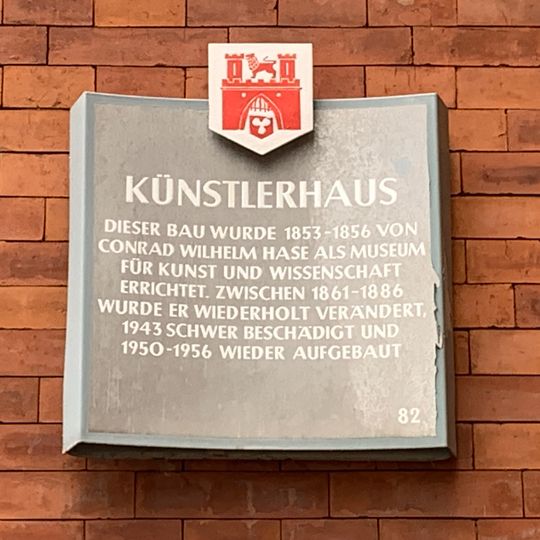 KÜNSTLERHAUS
DIESER BAU WURDE 1853-1856 VON
CONRAD WILHELM HASE ALS MUSEUM
FÜR KUNST UND WISSENSCHAFT
ERRICHTET. ZWISCHEN 1861-1886
WURDE ER WIEDERHOLT VERÄNDERT,
1943 SCHWER BESCHÄDIGT UND
1950-1956 WIEDER AUFGEBAUT
82